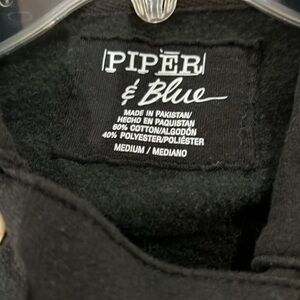 PIPER
& Blue
MADE IN PAKISTAN/
HECHO EN PAQUISTAN
60% COTTON/ALGODÓN
40% POLYESTER/POLIÉSTER
MEDIUM / MEDIANO